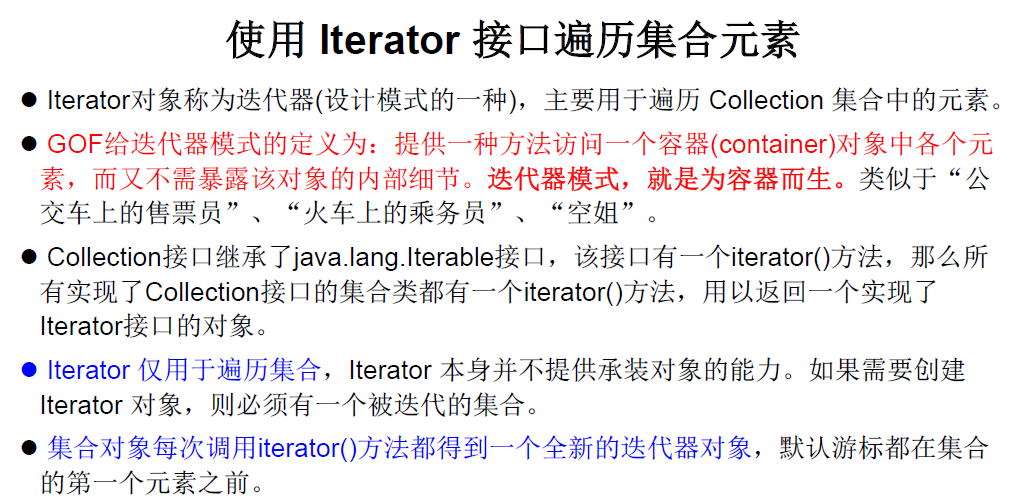 使用 Iterator 接口遍历集合元素
● Iterator对象称为迭代器(设计模式的一种)，主要用于遍历 Collection 集合中的元素。
● GOF给迭代器模式的定义为：提供一种方法访问一个容器(container)对象中各个元
素，而又不需暴露该对象的内部细节。迭代器模式，就是为容器而生。类似于“公
交车上的售票员”、“火车上的乘务员”、“空姐”。
● Collection接口继承了java.lang.Iterable接口，该接口有一个iterator()方法，那么所
有实现了Collection接口的集合类都有一个iterator()方法，用以返回一个实现了
Iterator接口的对象。
● Iterator 仅用于遍历集合，Iterator 本身并不提供承装对象的能力。如果需要创建
Iterator 对象，则必须有一个被迭代的集合。
● 集合对象每次调用iterator()方法都得到一个全新的迭代器对象，默认游标都在集合
的第一个元素之前。